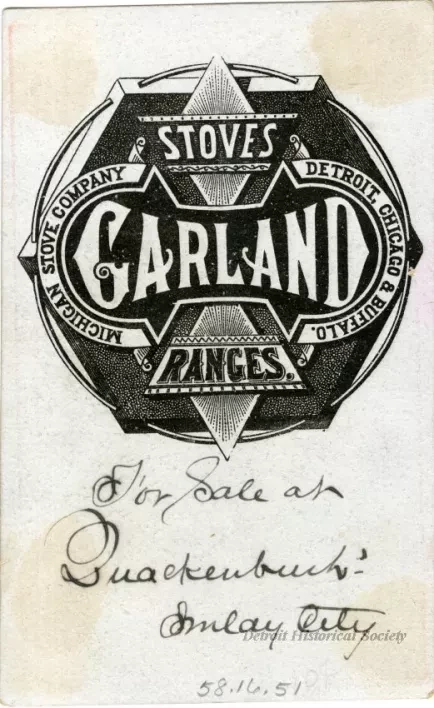 STOVES
MICHIGAN STOVE COMPANY
GARLAND
DETROIT, CHICAGO & BUFFALO.
RANGES.
For Sale at
Quackenbush's
Imlay City
Detroit Historical Society
58.16.51